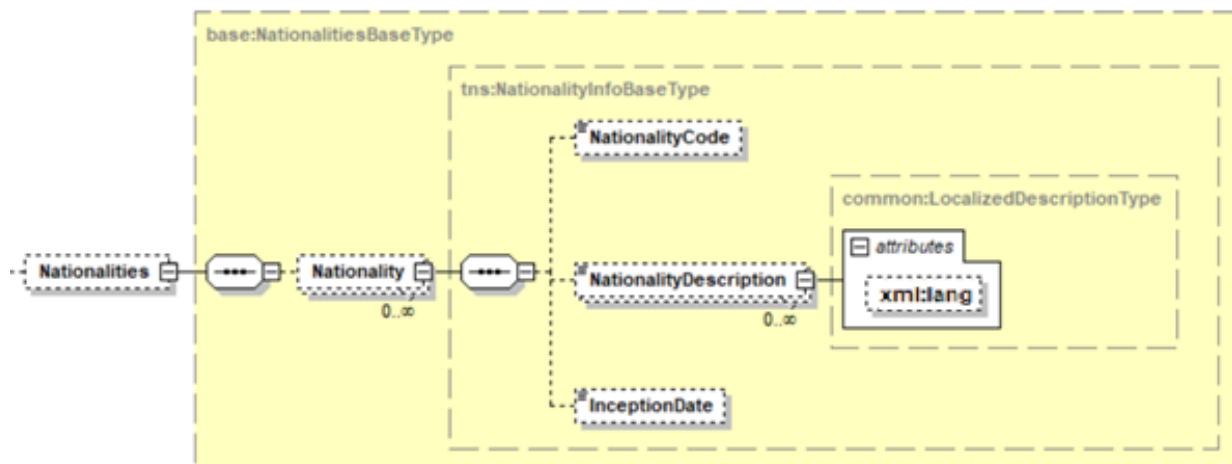 base:NationalitiesBaseType
tns:NationalityInfoBaseType
NationalityCode
common:LocalizedDescriptionType
attributes
Nationalities
Nationality
NationalityDescription
xml:lang
0..∞
0..∞
InceptionDate